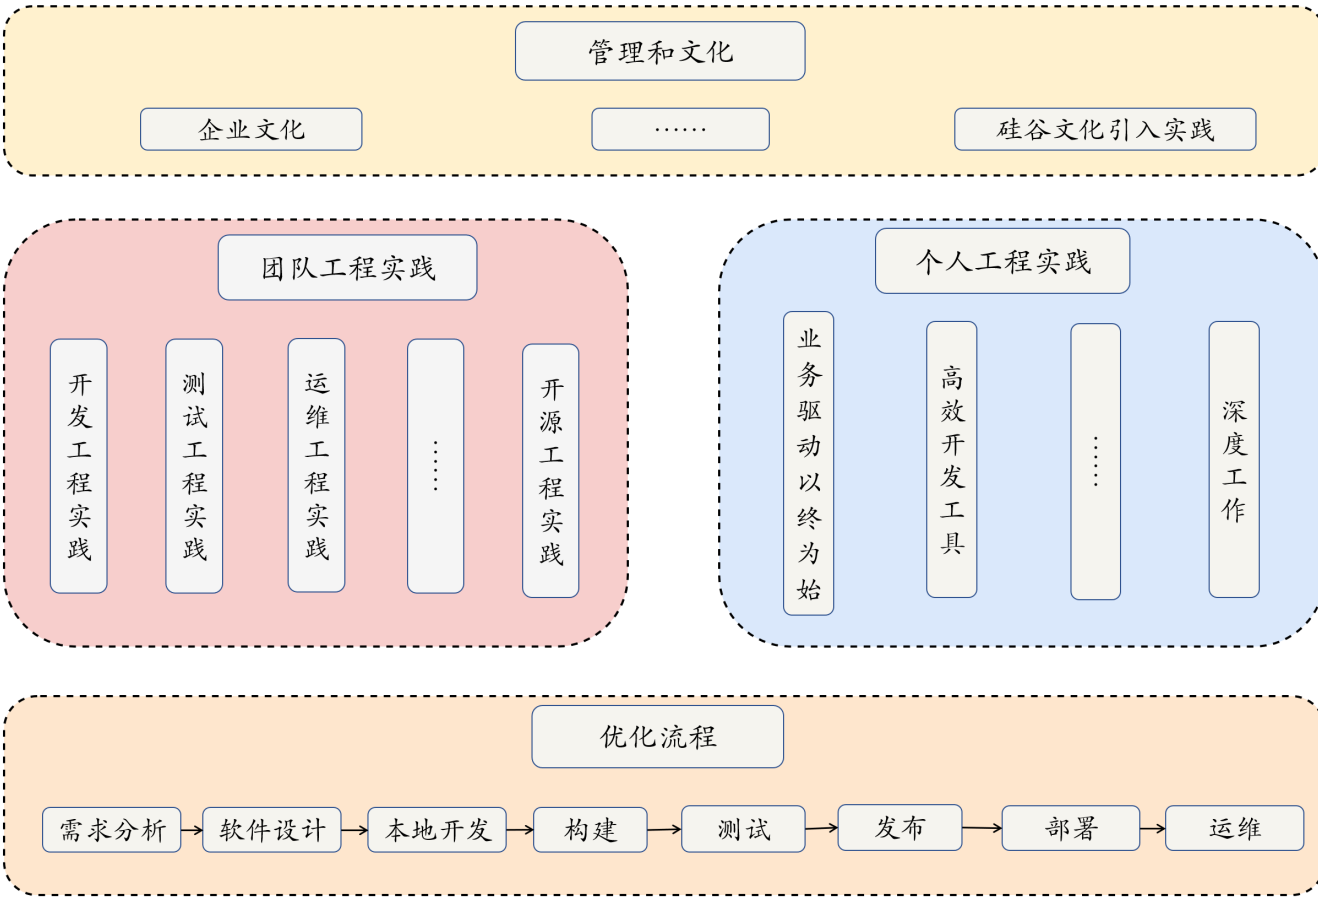 管理和文化
企业文化
……
硅谷文化引入实践
团队工程实践
开发工程实践
测试工程实践
运维工程实践
……
开源工程实践
个人工程实践
业务驱动以终为始
高效开发工具
……
深度工作
优化流程
需求分析
软件设计
本地开发
构建
测试
发布
部署
运维